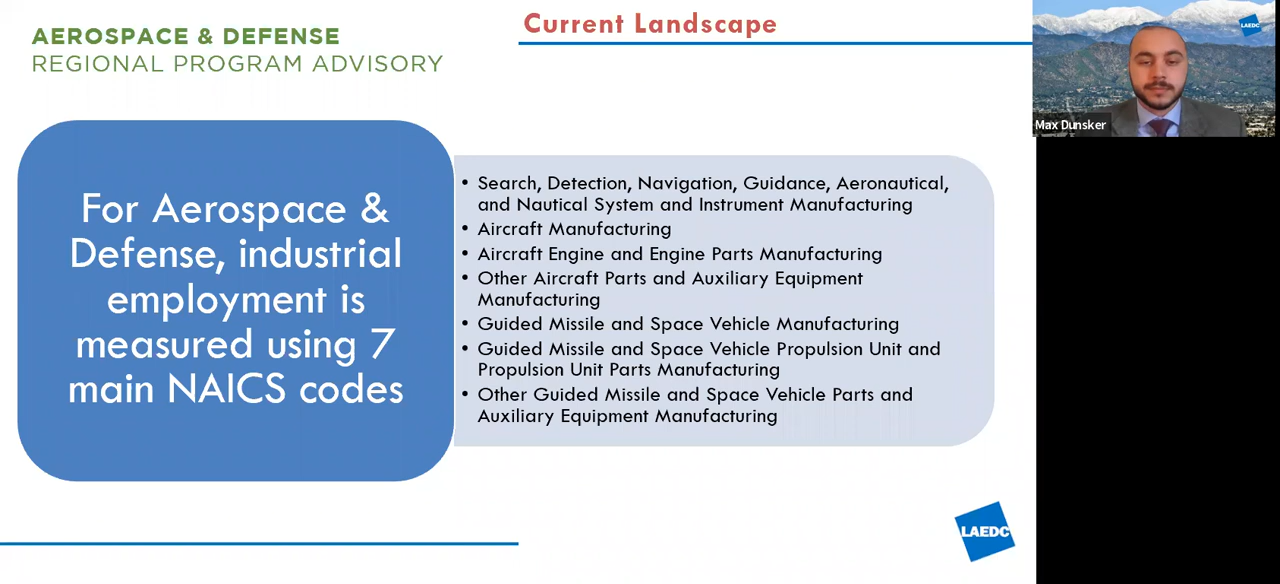 AEROSPACE & DEFENSE
REGIONAL PROGRAM ADVISORY
Current Landscape
LAEDC
Max Dunsker
For Aerospace &
Defense, industrial
employment is
measured using 7
main NAICS codes
• Search, Detection, Navigation, Guidance, Aeronautical,
and Nautical System and Instrument Manufacturing
• Aircraft Manufacturing
• Aircraft Engine and Engine Parts Manufacturing
• Other Aircraft Parts and Auxiliary Equipment
Manufacturing
• Guided Missile and Space Vehicle Manufacturing
• Guided Missile and Space Vehicle Propulsion Unit and
Propulsion Unit Parts Manufacturing
• Other Guided Missile and Space Vehicle Parts and
Auxiliary Equipment Manufacturing
LAEDC